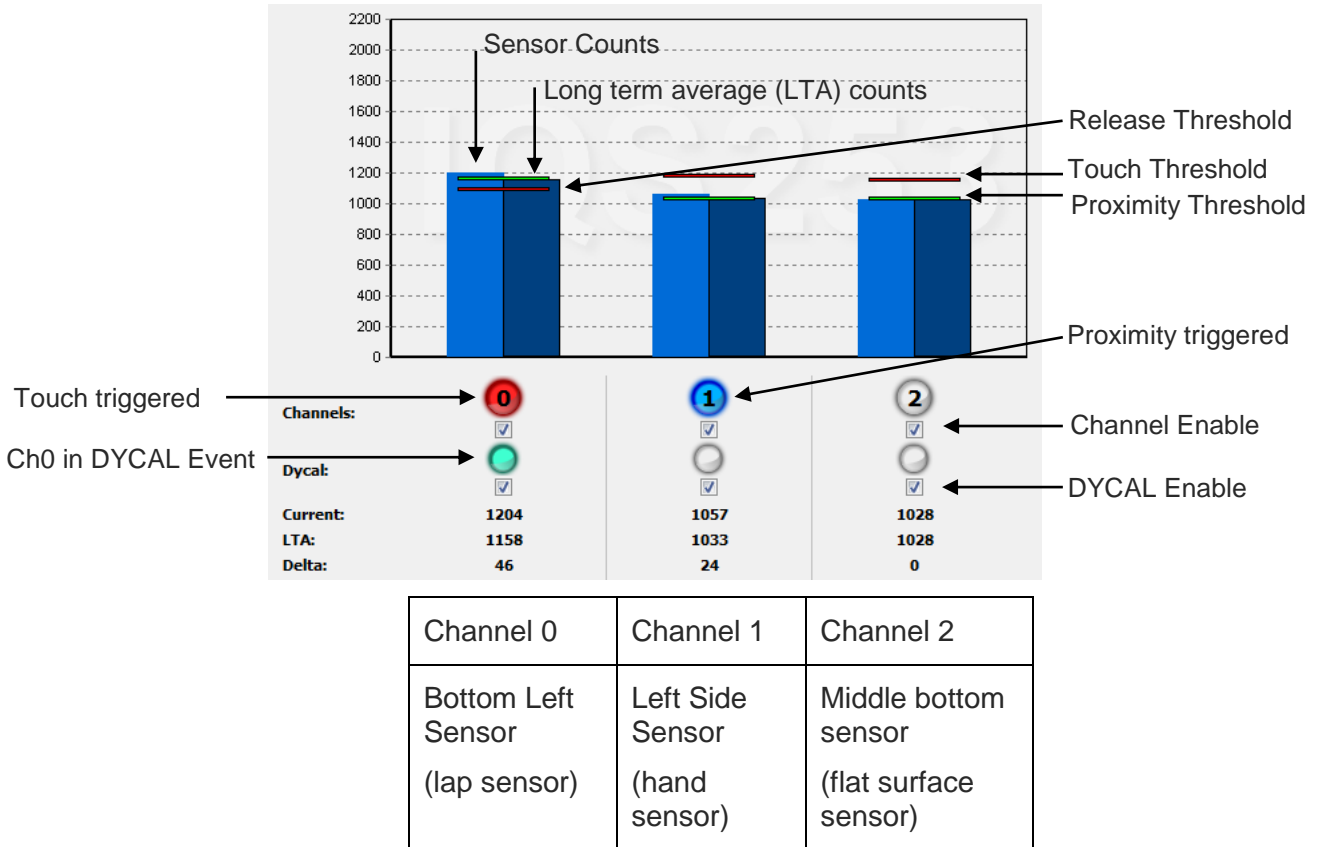 2200
2000
1800
1600
1400
1200
1000
800
600
400
200
0
IQS253
Sensor Counts
Long term average (LTA) counts
Release Threshold
Touch Threshold
Proximity Threshold
Proximity triggered
Touch triggered
Channels:
0
1
2
Channel Enable
Ch0 in DYCAL Event
Dycal:
DYCAL Enable
Current: 1204 1057 1028
LTA: 1158 1033 1028
Delta: 46 24 0
Channel 0
Channel 1
Channel 2
Bottom Left
Sensor
(lap sensor)
Left Side
Sensor
(hand
sensor)
Middle bottom
sensor
(flat surface
sensor)